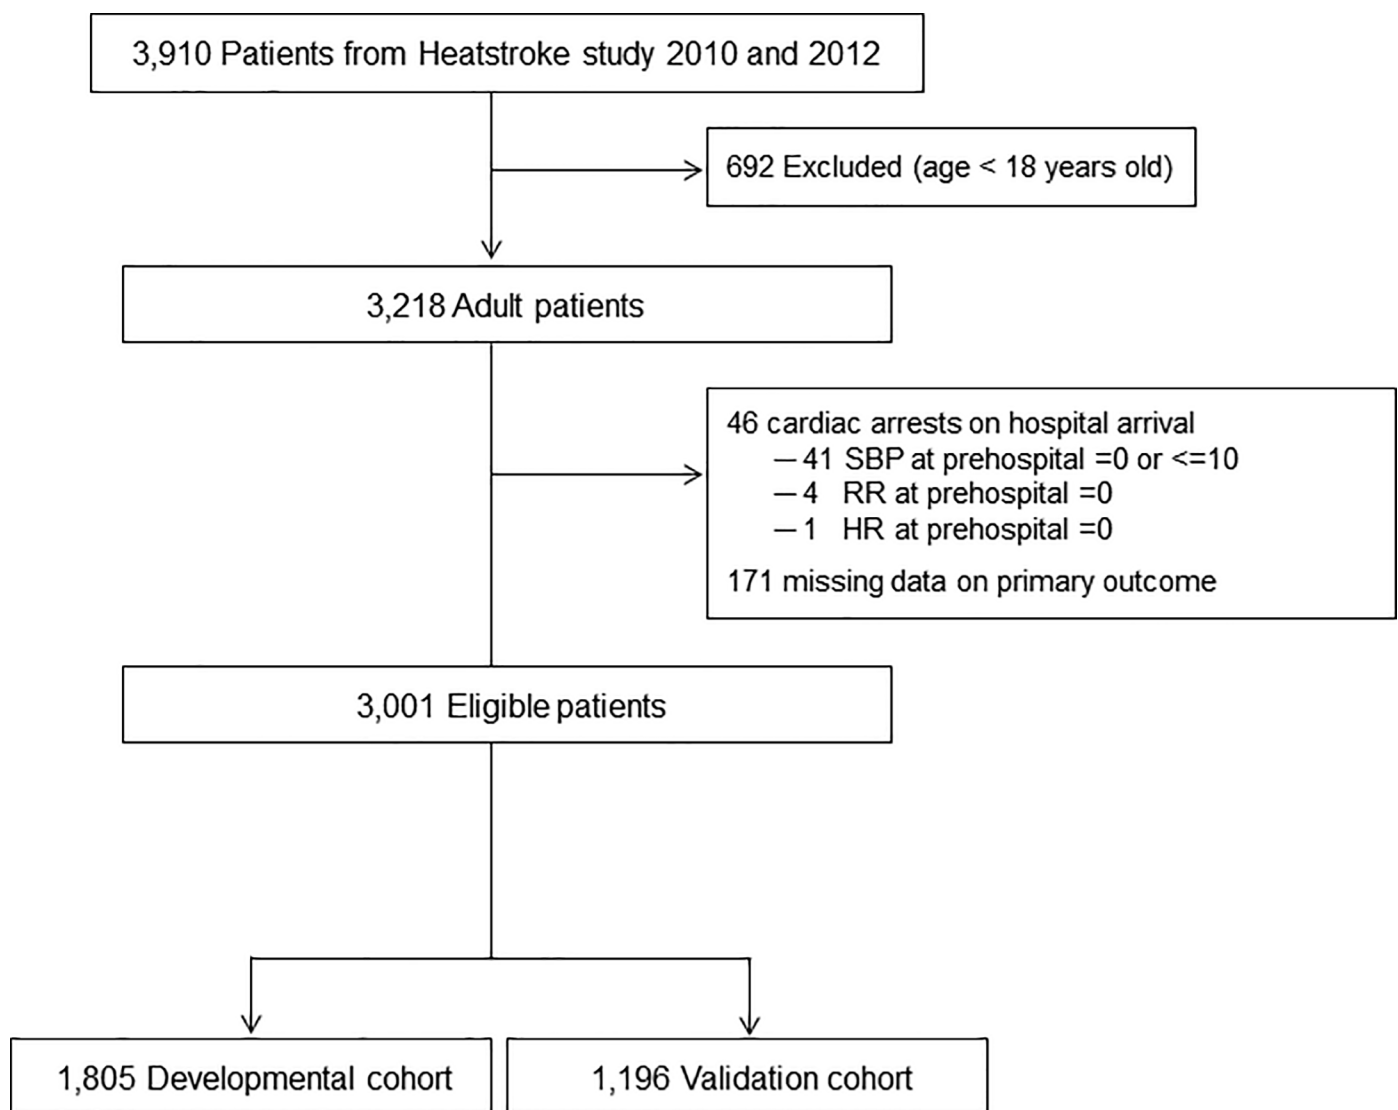 3,910 Patients from Heatstroke study 2010 and 2012
692 Excluded (age < 18 years old)
3,218 Adult patients
46 cardiac arrests on hospital arrival
— 41 SBP at prehospital =0 or <=10
— 4 RR at prehospital =0
— 1 HR at prehospital =0
171 missing data on primary outcome
3,001 Eligible patients
1,805 Developmental cohort
1,196 Validation cohort